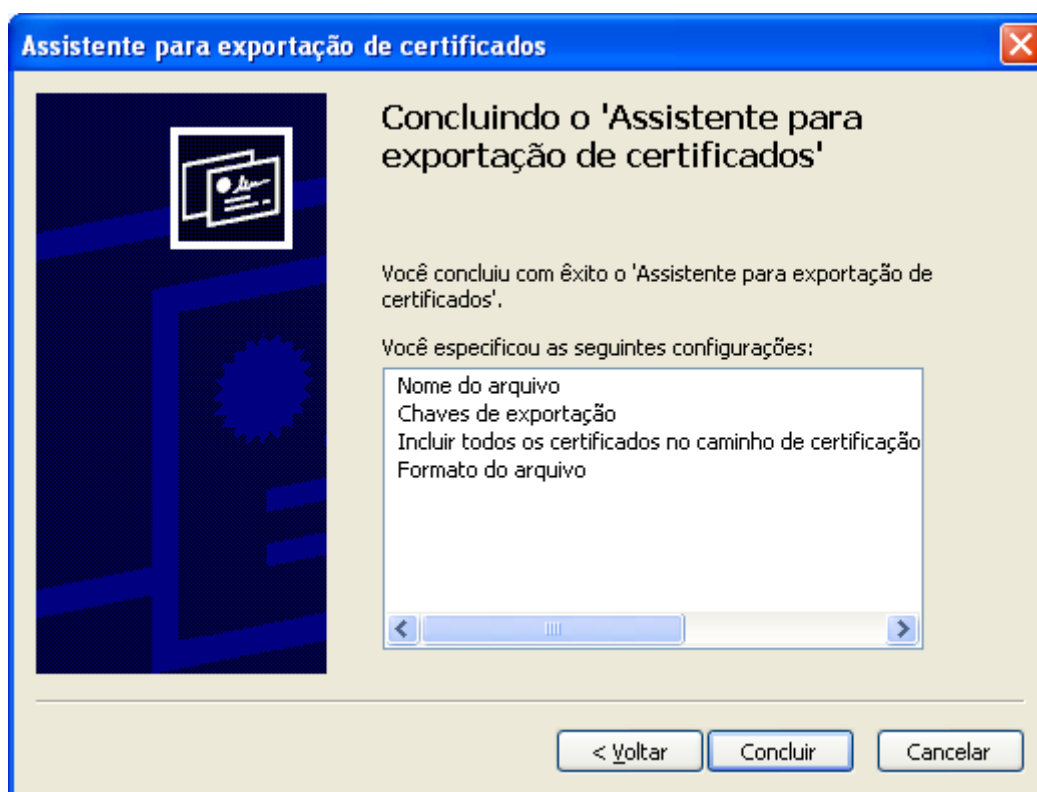 Assistente para exportação de certificados
Concluindo o 'Assistente para
exportação de certificados'
Você concluiu com êxito o 'Assistente para exportação de
certificados'.
Você especificou as seguintes configurações:
Nome do arquivo
Chaves de exportação
Incluir todos os certificados no caminho de certificação
Formato do arquivo
< Voltar
Concluir
Cancelar